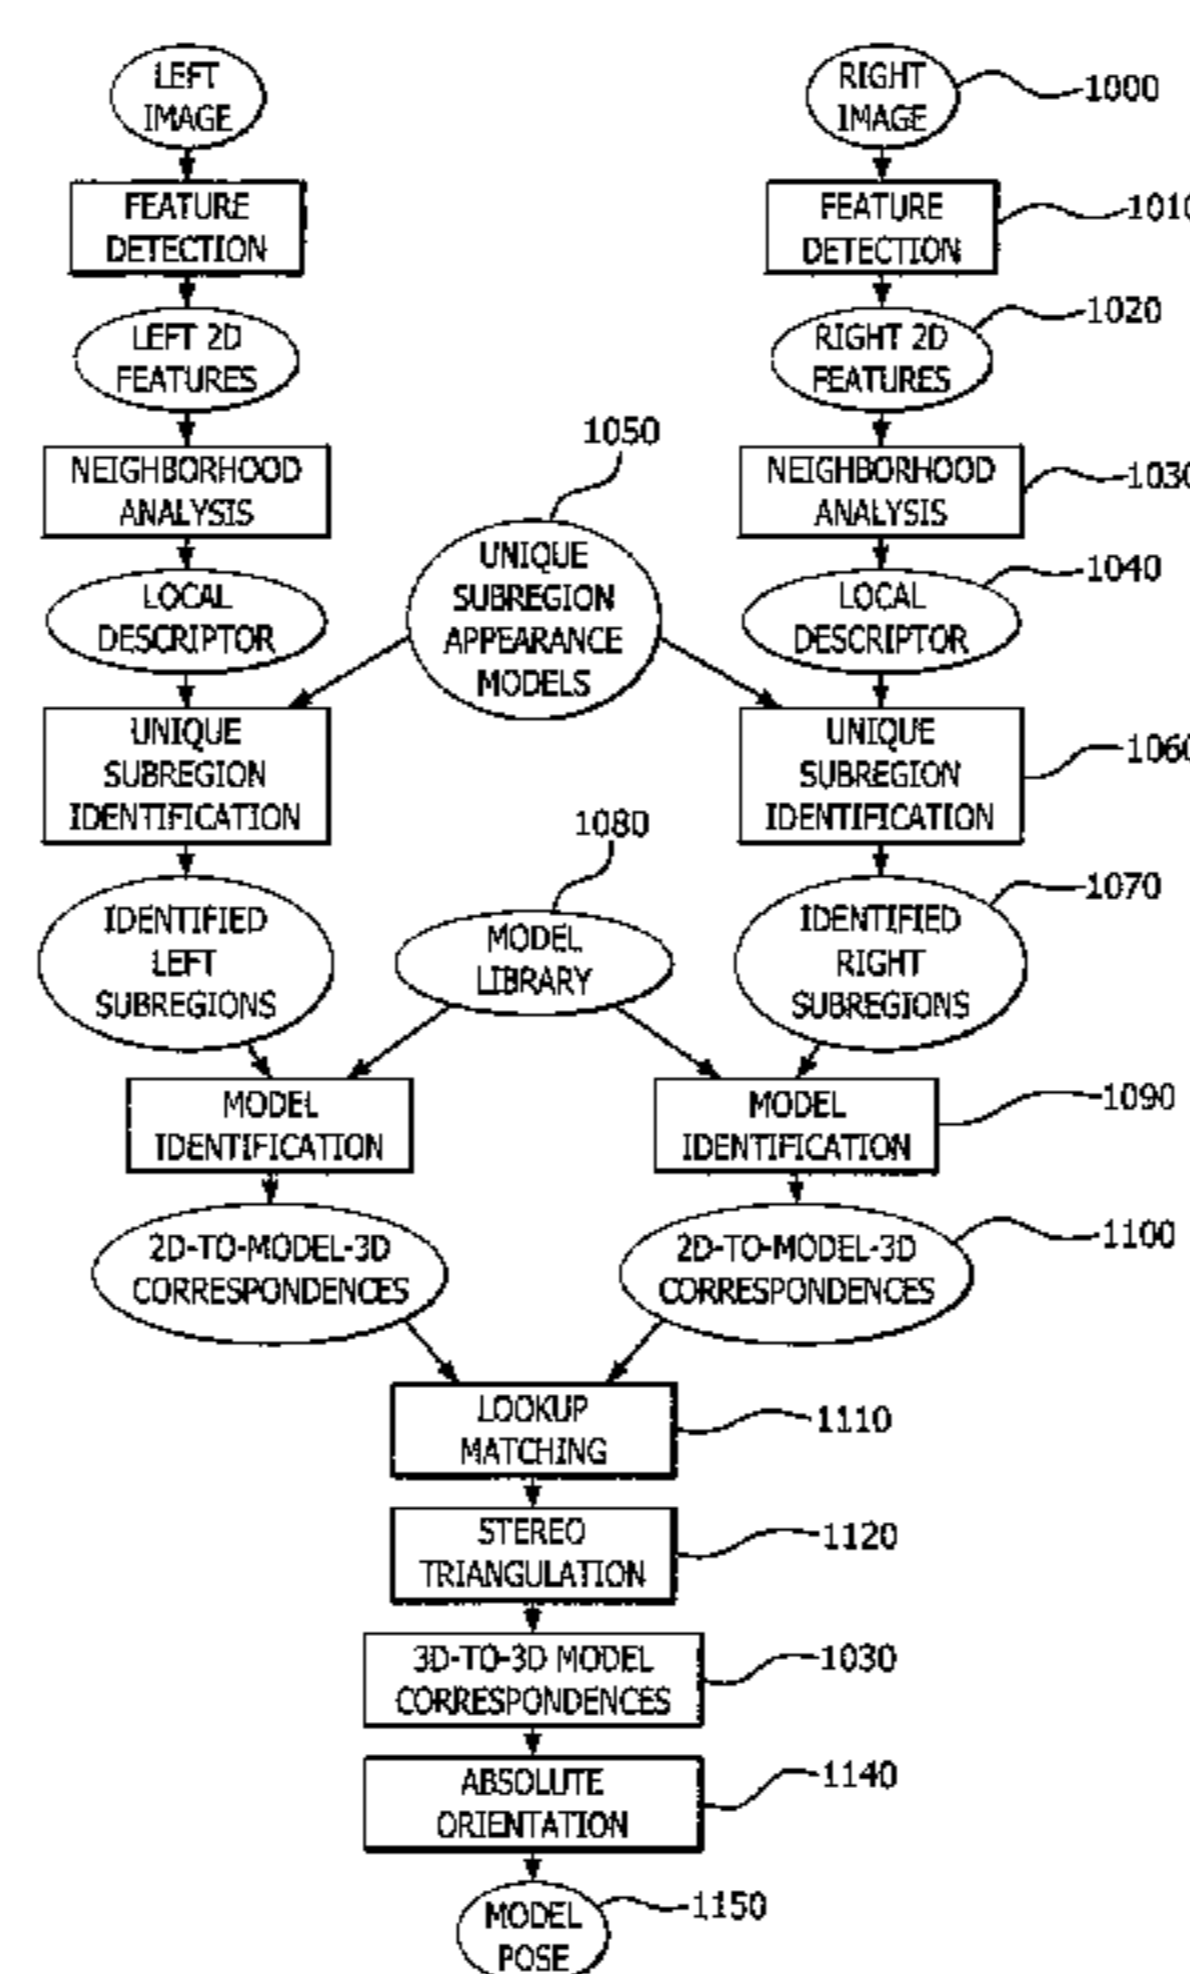 LEFT
IMAGE
RIGHT
IMAGE
1000
FEATURE
DETECTION
FEATURE
DETECTION
1010
LEFT 2D
FEATURES
RIGHT 2D
FEATURES
1020
NEIGHBORHOOD
ANALYSIS
1050
NEIGHBORHOOD
ANALYSIS
1030
LOCAL
DESCRIPTOR
UNIQUE
SUBREGION
APPEARANCE
MODELS
LOCAL
DESCRIPTOR
1040
UNIQUE
SUBREGION
IDENTIFICATION
UNIQUE
SUBREGION
IDENTIFICATION
1060
1080
IDENTIFIED
LEFT
SUBREGIONS
MODEL
LIBRARY
IDENTIFIED
RIGHT
SUBREGIONS
1070
MODEL
IDENTIFICATION
MODEL
IDENTIFICATION
1090
2D-TO-MODEL-3D
CORRESPONDENCES
2D-TO-MODEL-3D
CORRESPONDENCES
1100
LOOKUP
MATCHING
1110
STEREO
TRIANGULATION
1120
3D-TO-3D MODEL
CORRESPONDENCES
1030
ABSOLUTE
ORIENTATION
1140
MODEL
POSE
1150